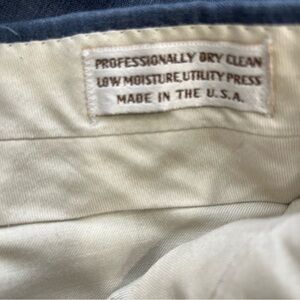 PROFESSIONALLY DRY CLEAN
LOW MOISTURE, UTILITY PRESS
MADE IN THE U.S.A.